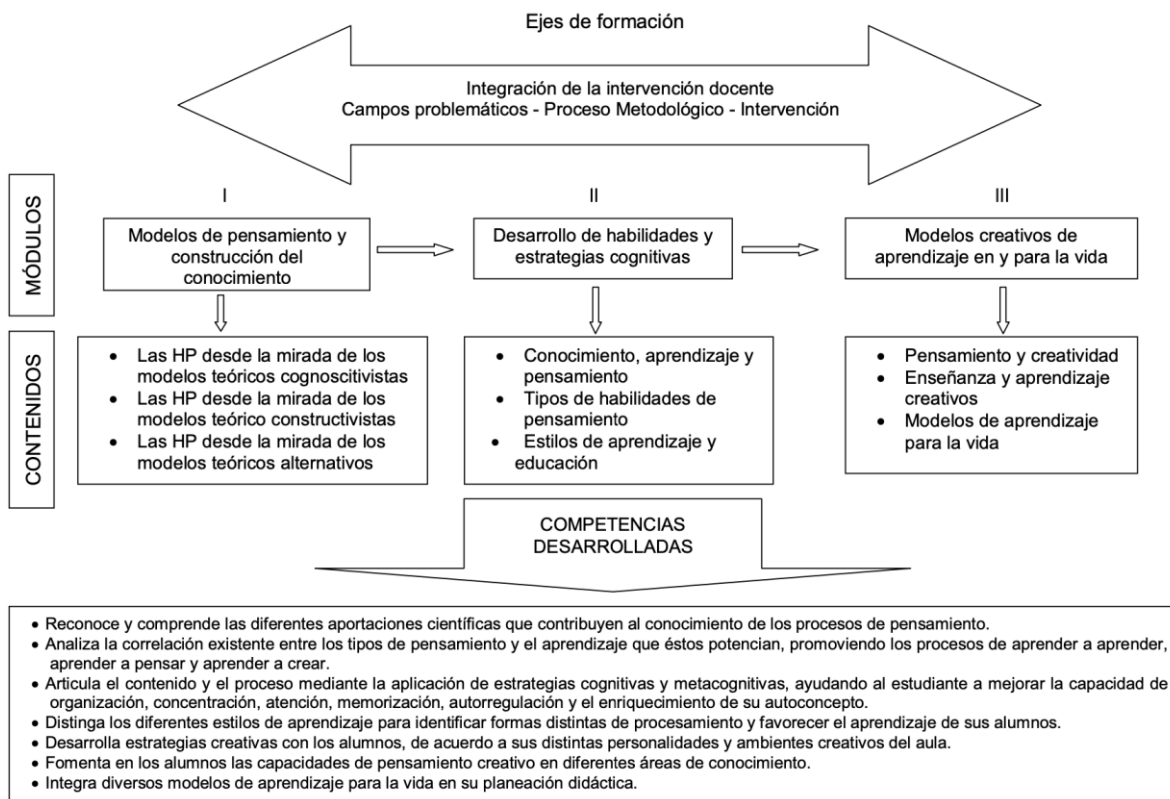 Ejes de formación
Integración de la intervención docente
Campos problemáticos - Proceso Metodológico - Intervención
MÓDULOS
I
II
III
Modelos de pensamiento y
construcción del
conocimiento
Desarrollo de habilidades y
estrategias cognitivas
Modelos creativos de
aprendizaje en y para la vida
CONTENIDOS
• Las HP desde la mirada de los
modelos teóricos cognoscitivistas
• Las HP desde la mirada de los
modelos teórico constructivistas
• Las HP desde la mirada de los
modelos teóricos alternativos
• Conocimiento, aprendizaje y
pensamiento
• Tipos de habilidades de
pensamiento
• Estilos de aprendizaje y
educación
• Pensamiento y creatividad
• Enseñanza y aprendizaje
creativos
• Modelos de aprendizaje
para la vida
COMPETENCIAS
DESARROLLADAS
• Reconoce y comprende las diferentes aportaciones científicas que contribuyen al conocimiento de los procesos de pensamiento.
• Analiza la correlación existente entre los tipos de pensamiento y el aprendizaje que éstos potencian, promoviendo los procesos de aprender a aprender,
aprender a pensar y aprender a crear.
• Articula el contenido y el proceso mediante la aplicación de estrategias cognitivas y metacognitivas, ayudando al estudiante a mejorar la capacidad de
organización, concentración, atención, memorización, autorregulación y el enriquecimiento de su autoconcepto.
• Distinga los diferentes estilos de aprendizaje para identificar formas distintas de procesamiento y favorecer el aprendizaje de sus alumnos.
• Desarrolla estrategias creativas con los alumnos, de acuerdo a sus distintas personalidades y ambientes creativos del aula.
• Fomenta en los alumnos las capacidades de pensamiento creativo en diferentes áreas de conocimiento.
• Integra diversos modelos de aprendizaje para la vida en su planeación didáctica.